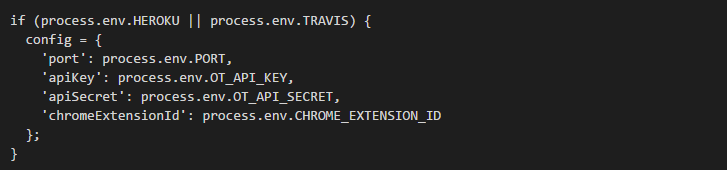 if (process.env.HEROKU || process.env.TRAVIS) {
  config = {
    'port': process.env.PORT,
    'apiKey': process.env.OT_API_KEY,
    'apiSecret': process.env.OT_API_SECRET,
    'chromeExtensionId': process.env.CHROME_EXTENSION_ID
  };
}